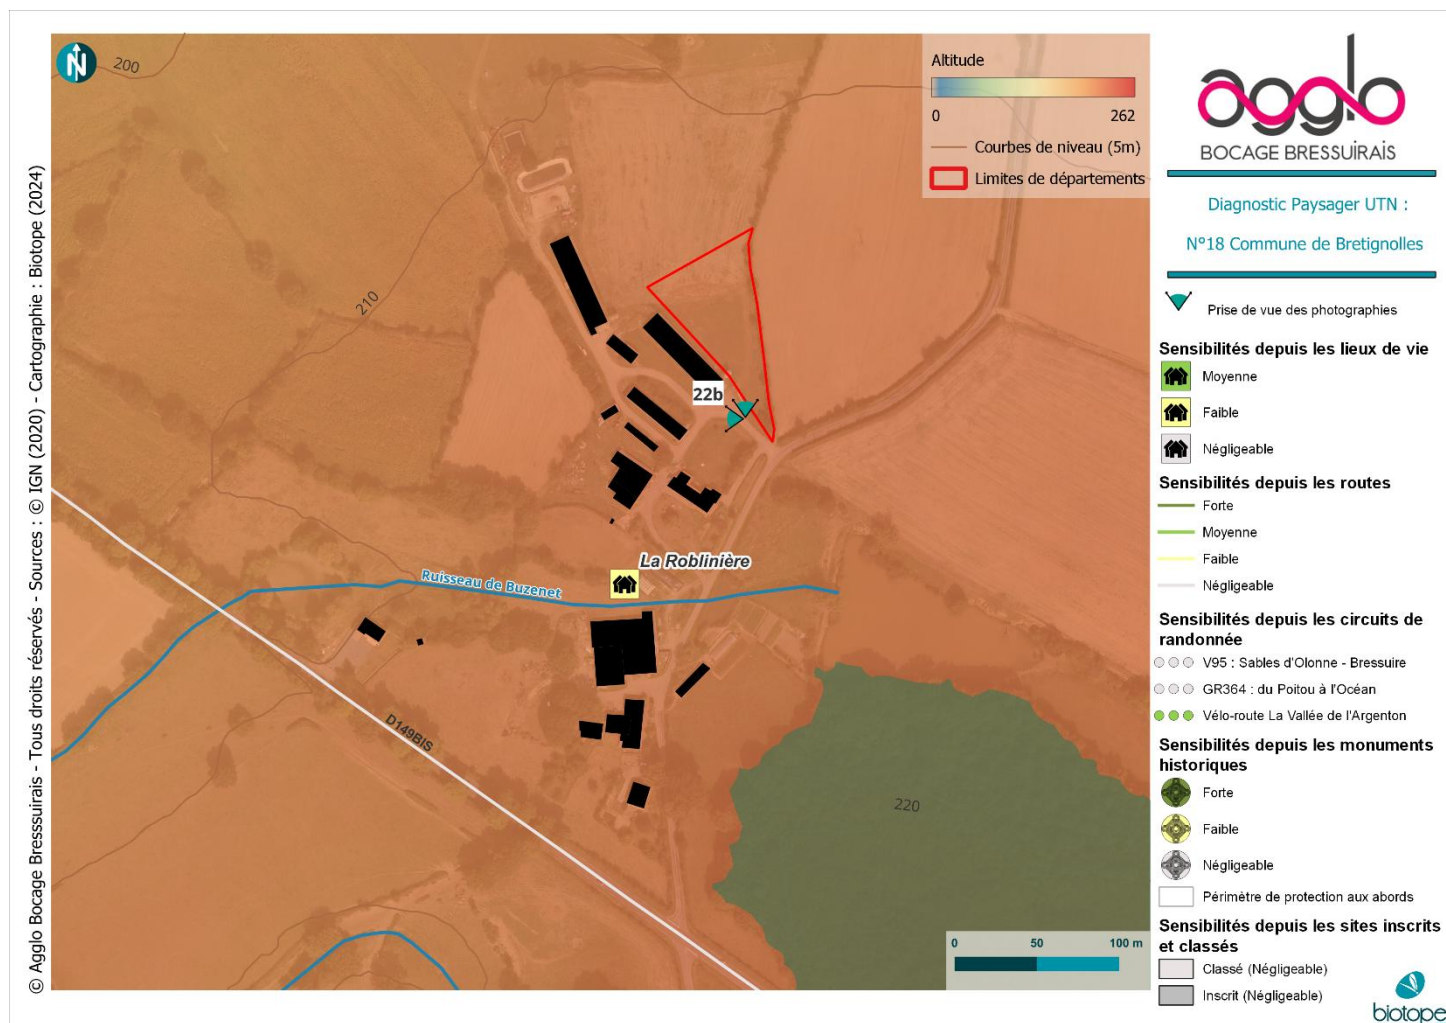 © Agglo Bocage Bresssuirais - Tous droits réservés - Sources : © IGN (2020) - Cartographie : Biotope (2024)
N
200
210
220
22b
La Roblinière
Ruisseau de Buzenet
D149BIS
Altitude
0 262
Courbes de niveau (5m)
Limites de départements
0 50 100 m
agglo
BOCAGE BRESSUIRAIS
Diagnostic Paysager UTN :
N°18 Commune de Bretignolles
Prise de vue des photographies
Sensibilités depuis les lieux de vie
Moyenne
Faible
Négligeable
Sensibilités depuis les routes
Forte
Moyenne
Faible
Négligeable
Sensibilités depuis les circuits de
randonnée
V95 : Sables d'Olonne - Bressuire
GR364 : du Poitou à l'Océan
Vélo-route La Vallée de l'Argenton
Sensibilités depuis les monuments
historiques
Forte
Faible
Négligeable
Périmètre de protection aux abords
Sensibilités depuis les sites inscrits
et classés
Classé (Négligeable)
Inscrit (Négligeable)
biotope